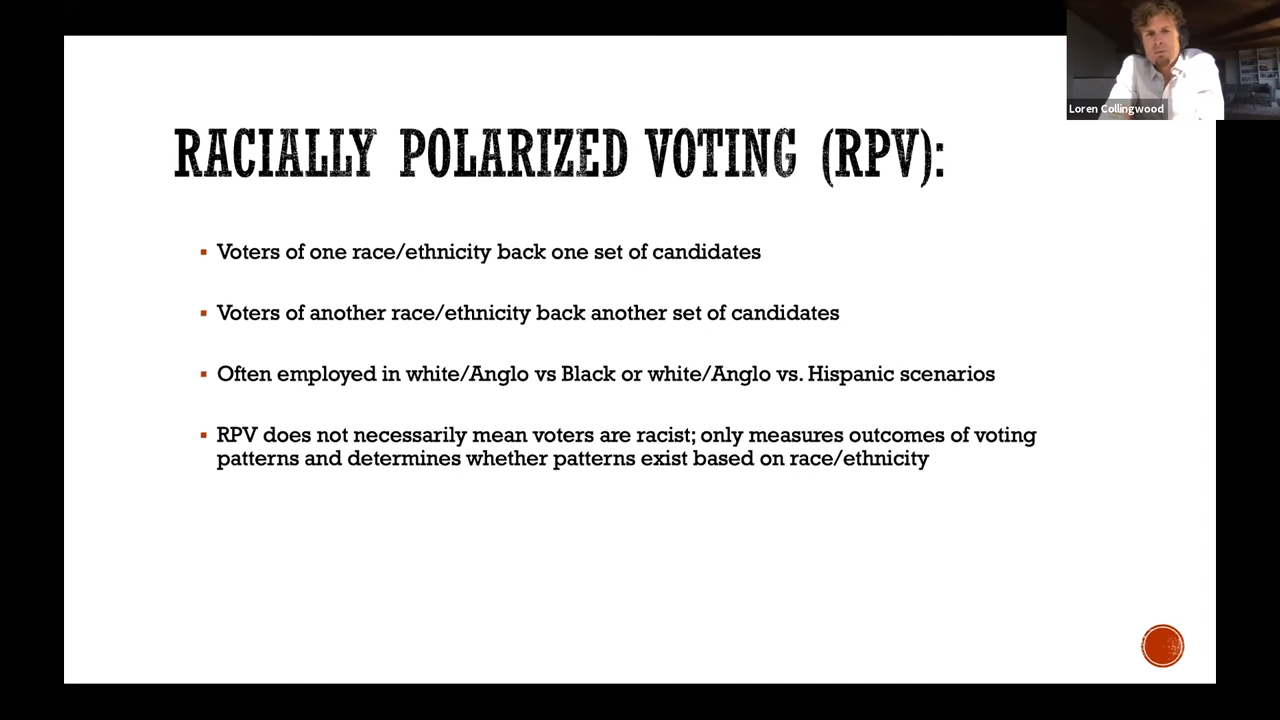 Loren Collingwood
RACIALLY POLARIZED VOTING (RPV):
▪ Voters of one race/ethnicity back one set of candidates
▪ Voters of another race/ethnicity back another set of candidates
▪ Often employed in white/Anglo vs Black or white/Anglo vs. Hispanic scenarios
▪ RPV does not necessarily mean voters are racist; only measures outcomes of voting
patterns and determines whether patterns exist based on race/ethnicity